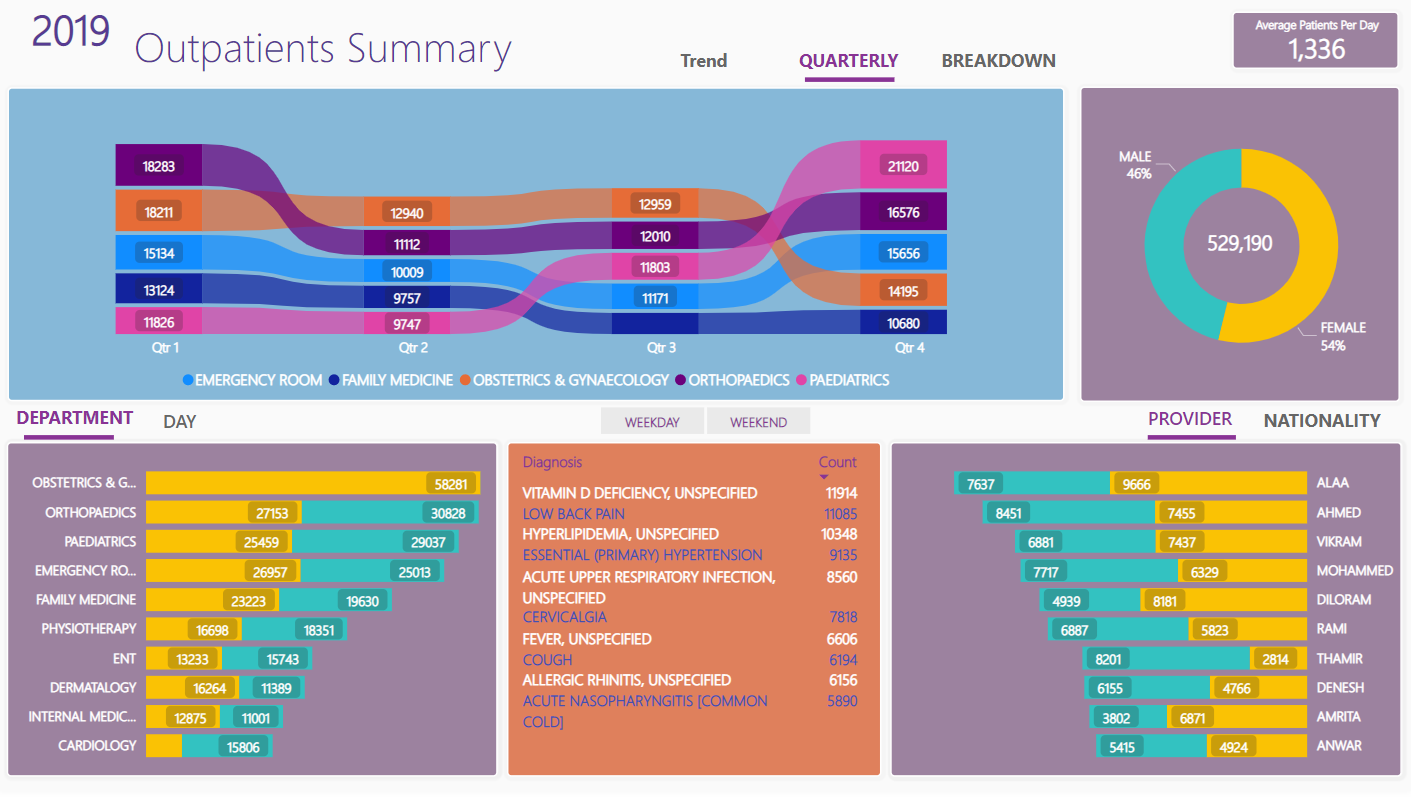 2019
Outpatients Summary
Trend
QUARTERLY
BREAKDOWN
Average Patients Per Day
1,336
18283
18211
15134
13124
11826
12940
11112
10009
9757
9747
12959
12010
11803
11171
21120
16576
15656
14195
10680
Qtr 1
Qtr 2
Qtr 3
Qtr 4
EMERGENCY ROOM
FAMILY MEDICINE
OBSTETRICS & GYNAECOLOGY
ORTHOPAEDICS
PAEDIATRICS
MALE
46%
529,190
FEMALE
54%
DEPARTMENT
DAY
WEEKDAY
WEEKEND
PROVIDER
NATIONALITY
OBSTETRICS & G... 58281
ORTHOPAEDICS 27153 30828
PAEDIATRICS 25459 29037
EMERGENCY RO... 26957 25013
FAMILY MEDICINE 23223 19630
PHYSIOTHERAPY 16698 18351
ENT 13233 15743
DERMATALOGY 16264 11389
INTERNAL MEDIC... 12875 11001
CARDIOLOGY 15806
Diagnosis Count
VITAMIN D DEFICIENCY, UNSPECIFIED 11914
LOW BACK PAIN 11085
HYPERLIPIDEMIA, UNSPECIFIED 10348
ESSENTIAL (PRIMARY) HYPERTENSION 9135
ACUTE UPPER RESPIRATORY INFECTION, 8560
UNSPECIFIED
CERVICALGIA 7818
FEVER, UNSPECIFIED 6606
COUGH 6194
ALLERGIC RHINITIS, UNSPECIFIED 6156
ACUTE NASOPHARYNGITIS [COMMON 5890
COLD]
7637 9666 ALAA
8451 7455 AHMED
6881 7437 VIKRAM
7717 6329 MOHAMMED
4939 8181 DILORAM
6887 5823 RAMI
8201 2814 THAMIR
6155 4766 DENESH
3802 6871 AMRITA
5415 4924 ANWAR